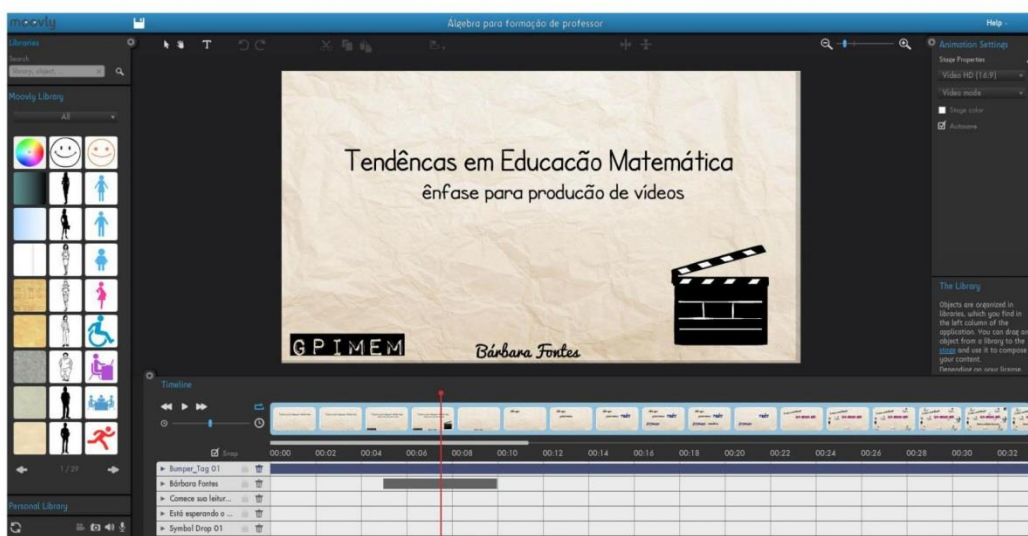 moovly
Álgebra para formação de professor
Help
Libraries
Search
library, object ...
Moovly Library
All
1 / 29
Personal Library
T
Tendêncas em Educacão Matemática
ênfase para producão de vídeos
GPIMEM
Bárbara Fontes
Animation Settings
Stage Properties
Video HD (16:9)
Video mode
Stage color
Autosave
The Library
Objects are organized in
libraries, which you find in
the left column of the
application. You can drag an
object from a library to the
stage and use it to compose
your content.
Depending on your license
Timeline
Snap
00:00 00:02 00:04 00:06 00:08 00:10 00:12 00:14 00:16 00:18 00:20 00:22 00:24 00:26 00:28 00:30 00:32
Bumper_Tag 01
Bárbara Fontes
Comece sua leitur...
Está esperando o ...
Symbol Drop 01